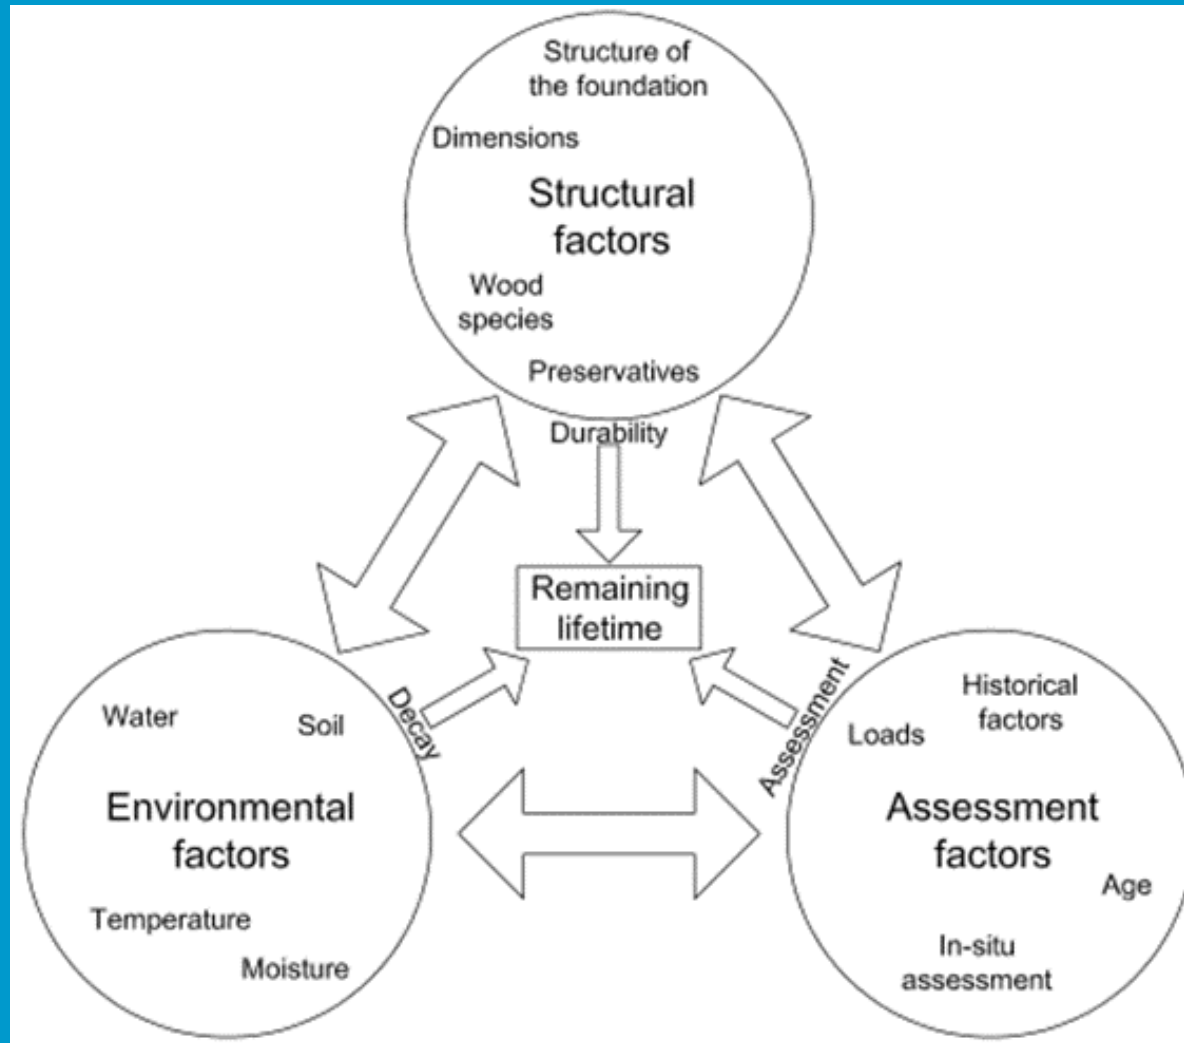 Structure of
the foundation
Dimensions
Structural
factors
Wood
species
Preservatives
Durability
Remaining
lifetime
Decay
Assessment
Water
Soil
Environmental
factors
Temperature
Moisture
Historical
factors
Loads
Assessment
factors
Age
In-situ
assessment